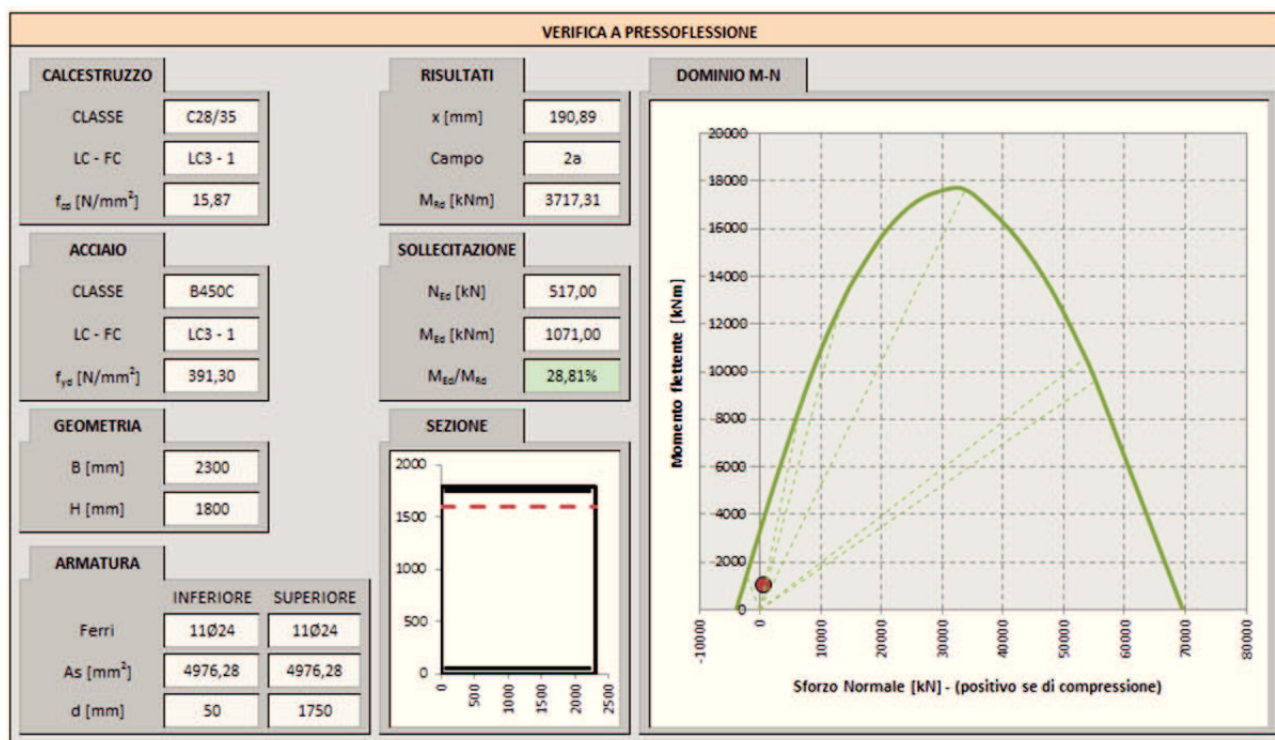 VERIFICA A PRESSOFLESSIONE
CALCESTRUZZO
CLASSE C28/35
LC - FC LC3 - 1
fcd [N/mm²] 15,87
ACCIAIO
CLASSE B450C
LC - FC LC3 - 1
fyd [N/mm²] 391,30
GEOMETRIA
B [mm] 2300
H [mm] 1800
ARMATURA
INFERIORE SUPERIORE
Ferri 11Ø24 11Ø24
As [mm²] 4976,28 4976,28
d [mm] 50 1750
RISULTATI
x [mm] 190,89
Campo 2a
MRd [kNm] 3717,31
SOLLECITAZIONE
NEd [kN] 517,00
MEd [kNm] 1071,00
MEd/MRd 28,81%
SEZIONE
2000
1500
1000
500
0
0 500 1000 1500 2000 2500
DOMINIO M-N
Momento flettente [kNm]
20000
18000
16000
14000
12000
10000
8000
6000
4000
2000
0
-10000 0 10000 20000 30000 40000 50000 60000 70000 80000
Sforzo Normale [kN] - (positivo se di compressione)